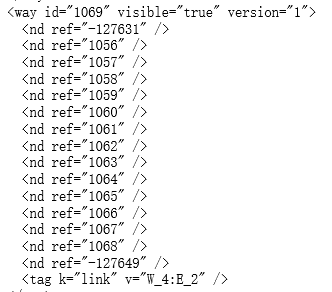 <way id="1069" visible="true" version="1">
<nd ref="-127631" />
<nd ref="1056" />
<nd ref="1057" />
<nd ref="1058" />
<nd ref="1059" />
<nd ref="1060" />
<nd ref="1061" />
<nd ref="1062" />
<nd ref="1063" />
<nd ref="1064" />
<nd ref="1065" />
<nd ref="1066" />
<nd ref="1067" />
<nd ref="1068" />
<nd ref="-127649" />
<tag k="link" v="W_4:E_2" />